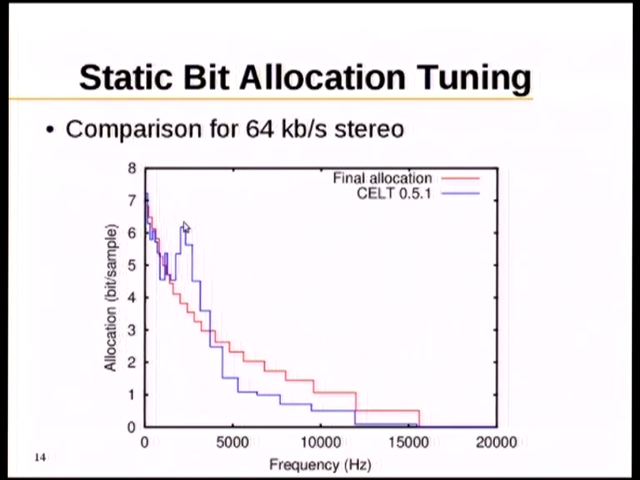 Static Bit Allocation Tuning
• Comparison for 64 kb/s stereo
Final allocation
CELT 0.5.1
8
7
6
5
4
3
2
1
0
Allocation (bit/sample)
0 5000 10000 15000 20000
Frequency (Hz)
14